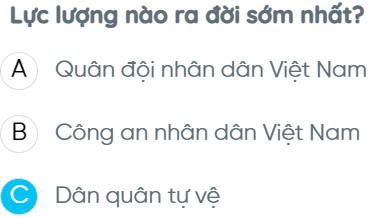 Lực lượng nào ra đời sớm nhất?
A Quân đội nhân dân Việt Nam
B Công an nhân dân Việt Nam
C Dân quân tự vệ